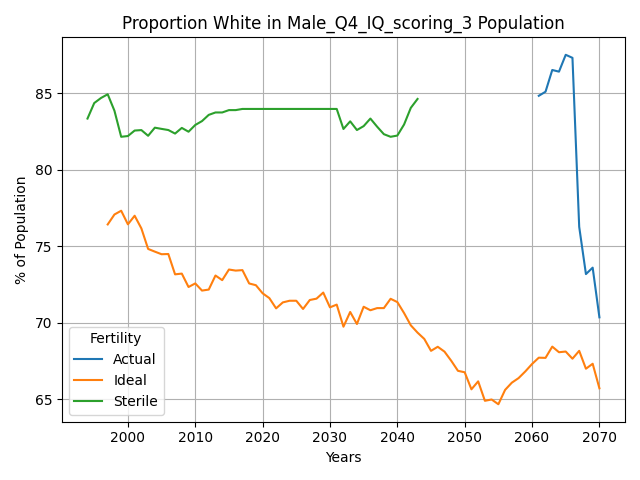 Proportion White in Male_Q4_IQ_scoring_3 Population
% of Population
85
80
75
70
65
Fertility
Actual
Ideal
Sterile
2000 2010 2020 2030 2040 2050 2060 2070
Years